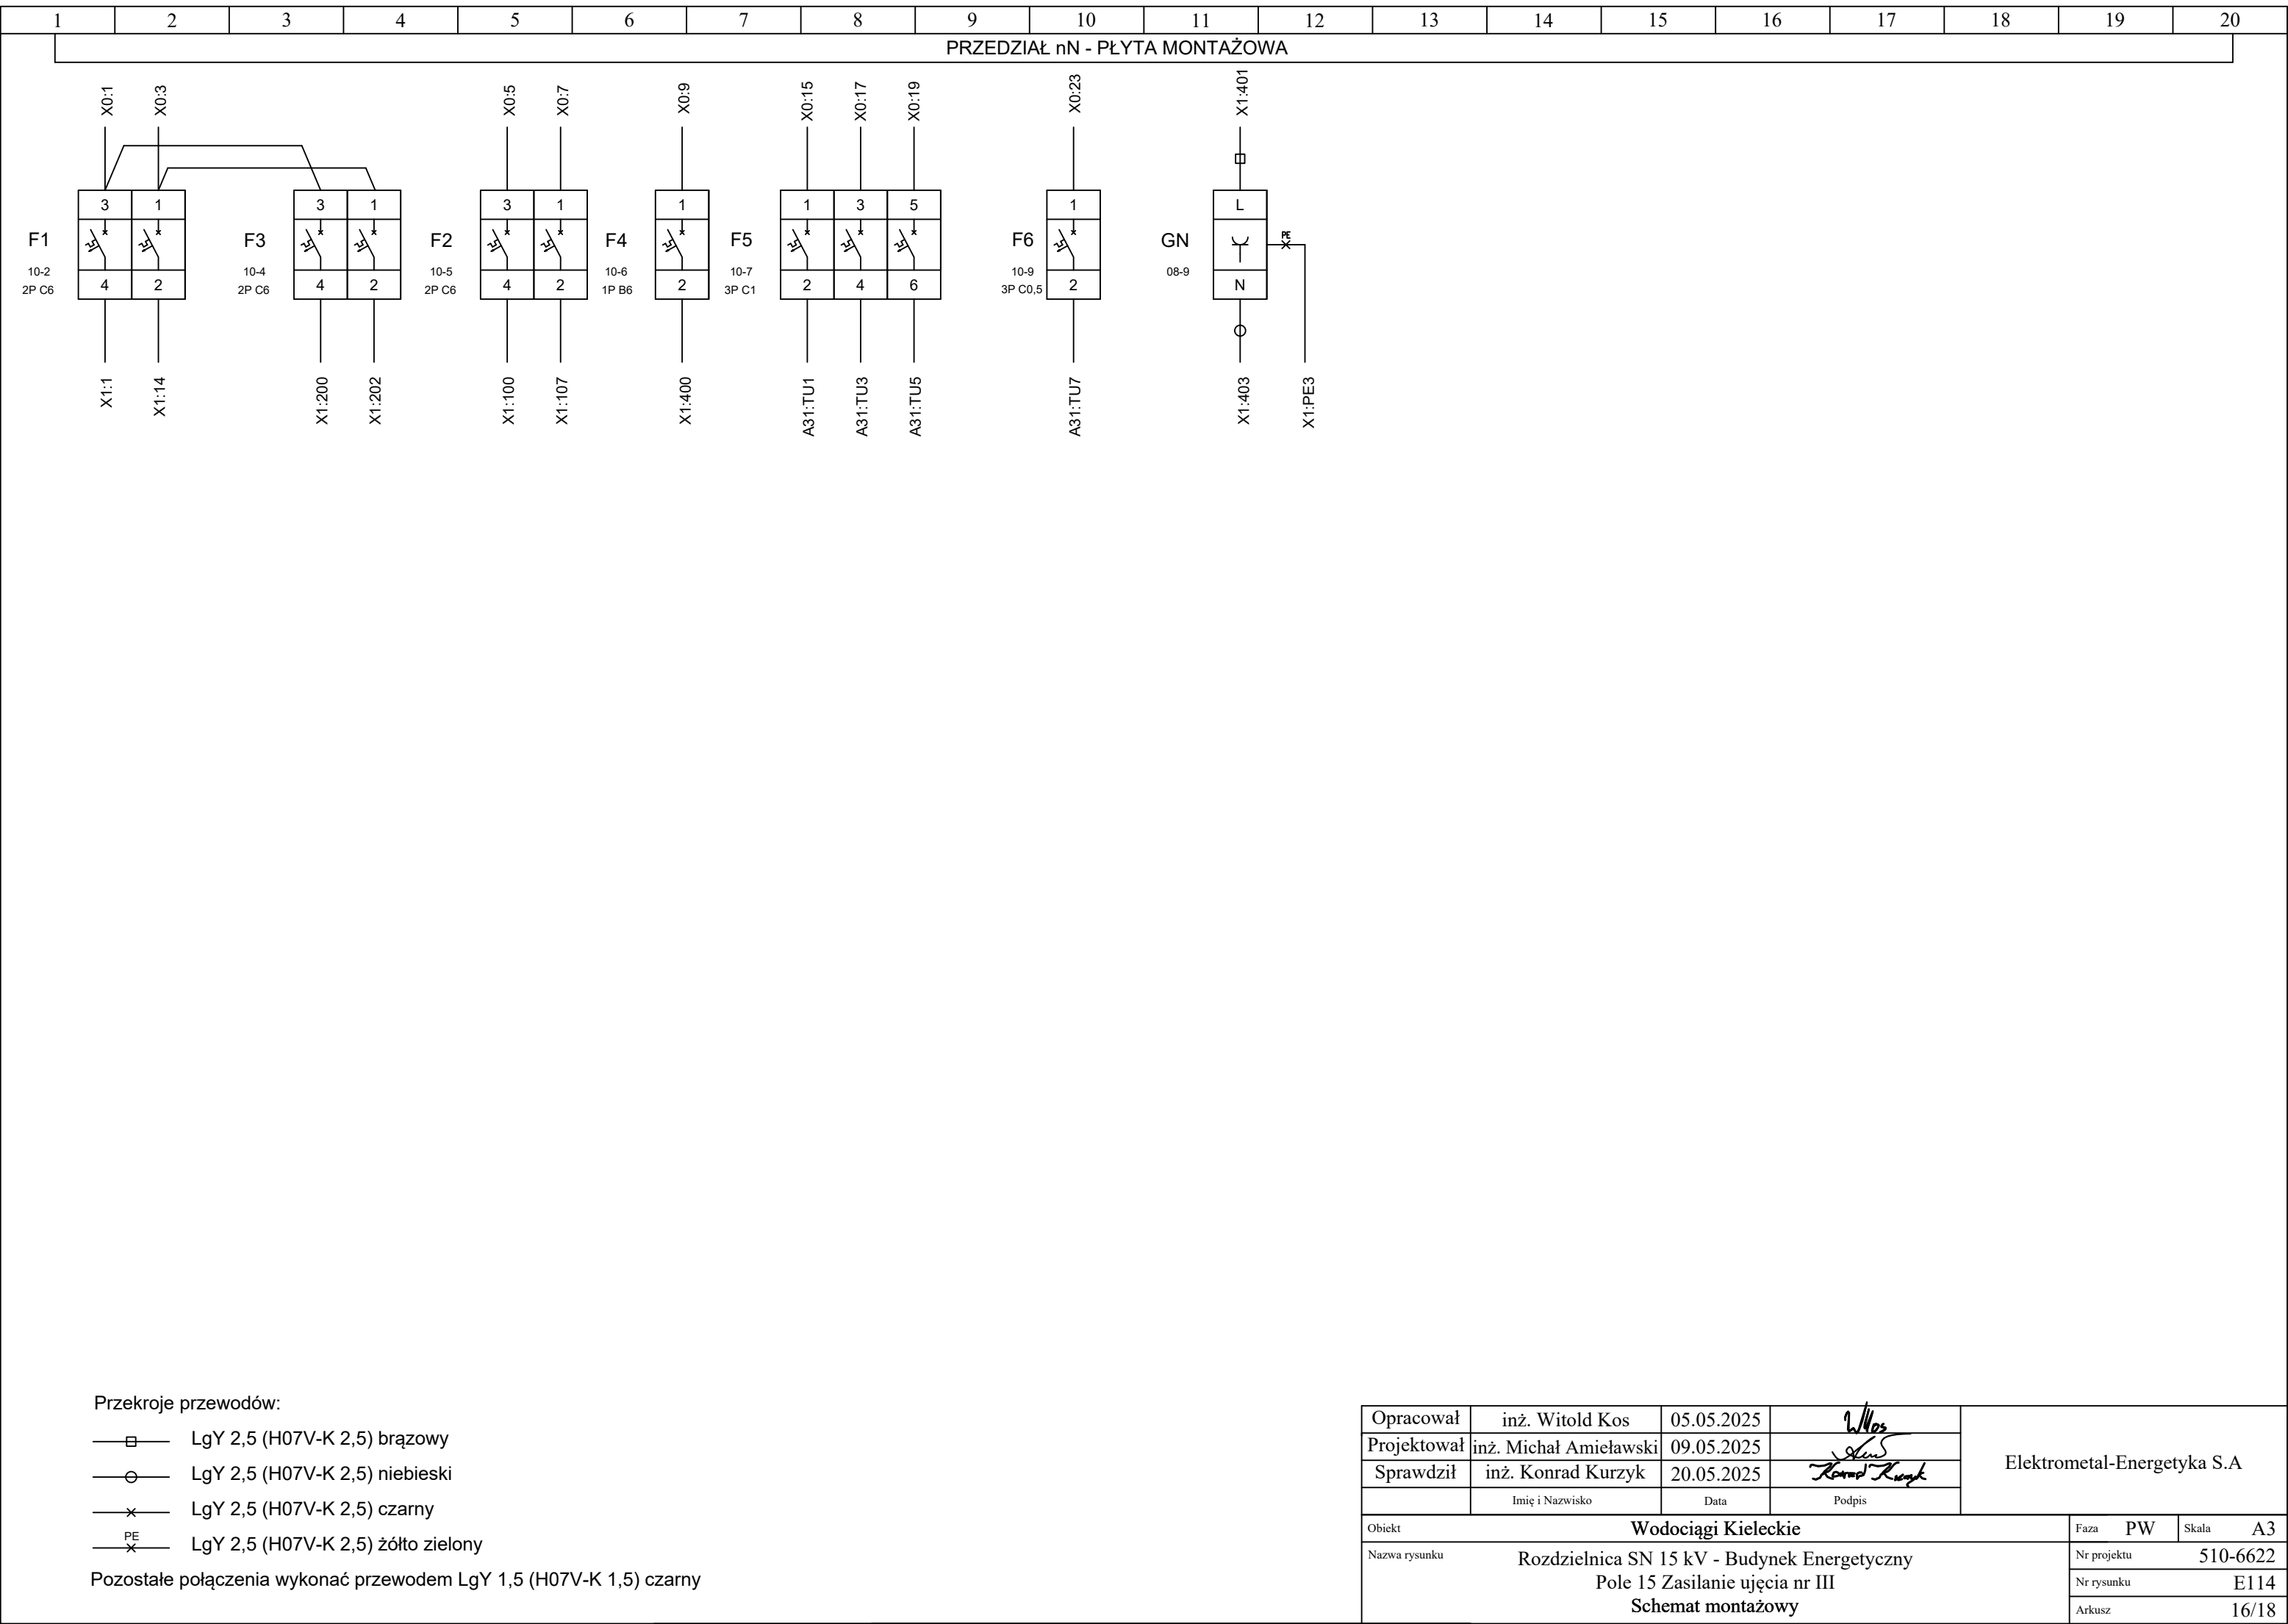 1 2 3 4 5 6 7 8 9 10 11 12 13 14 15 16 17 18 19 20
PRZEDZIAŁ nN - PŁYTA MONTAŻOWA
X0:1 X0:3 X0:5 X0:7 X0:9 X0:15 X0:17 X0:19 X0:23 X1:401
3 1 3 1 3 1 1 1 3 5 1 L
F1 F3 F2 F4 F5 F6 GN PE
10-2 10-4 10-5 10-6 10-7 10-9 08-9
2P C6 2P C6 2P C6 1P B6 3P C1 3P C0,5
4 2 4 2 4 2 2 2 4 6 2 N
X1:1 X1:14 X1:200 X1:202 X1:100 X1:107 X1:400 A31:TU1 A31:TU3 A31:TU5 A31:TU7 X1:403 X1:PE3
Przekroje przewodów:
LgY 2,5 (H07V-K 2,5) brązowy
LgY 2,5 (H07V-K 2,5) niebieski
LgY 2,5 (H07V-K 2,5) czarny
PE LgY 2,5 (H07V-K 2,5) żółto zielony
Pozostałe połączenia wykonać przewodem LgY 1,5 (H07V-K 1,5) czarny
Opracował inż. Witold Kos 05.05.2025 WKos
Projektował inż. Michał Amieławski 09.05.2025
Sprawdził inż. Konrad Kurzyk 20.05.2025 Konrad Kurzyk
Imię i Nazwisko Data Podpis
Elektrometal-Energetyka S.A
Obiekt Wodociągi Kieleckie Faza PW Skala A3
Nazwa rysunku Rozdzielnica SN 15 kV - Budynek Energetyczny
Pole 15 Zasilanie ujęcia nr III
Schemat montażowy
Nr projektu 510-6622
Nr rysunku E114
Arkusz 16/18